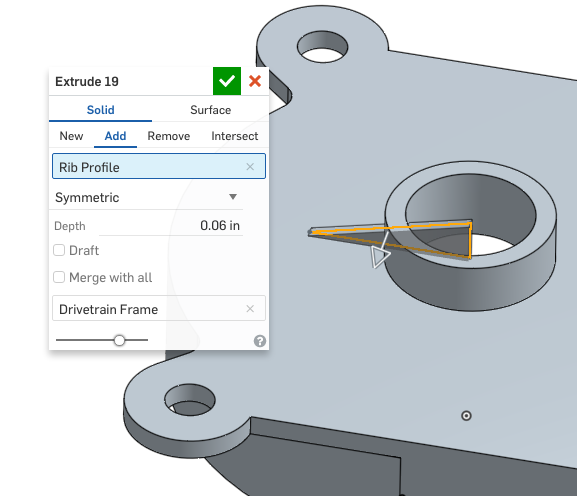 Extrude 19
Solid Surface
New Add Remove Intersect
Rib Profile
Symmetric
Depth 0.06 in
Draft
Merge with all
Drivetrain Frame
?